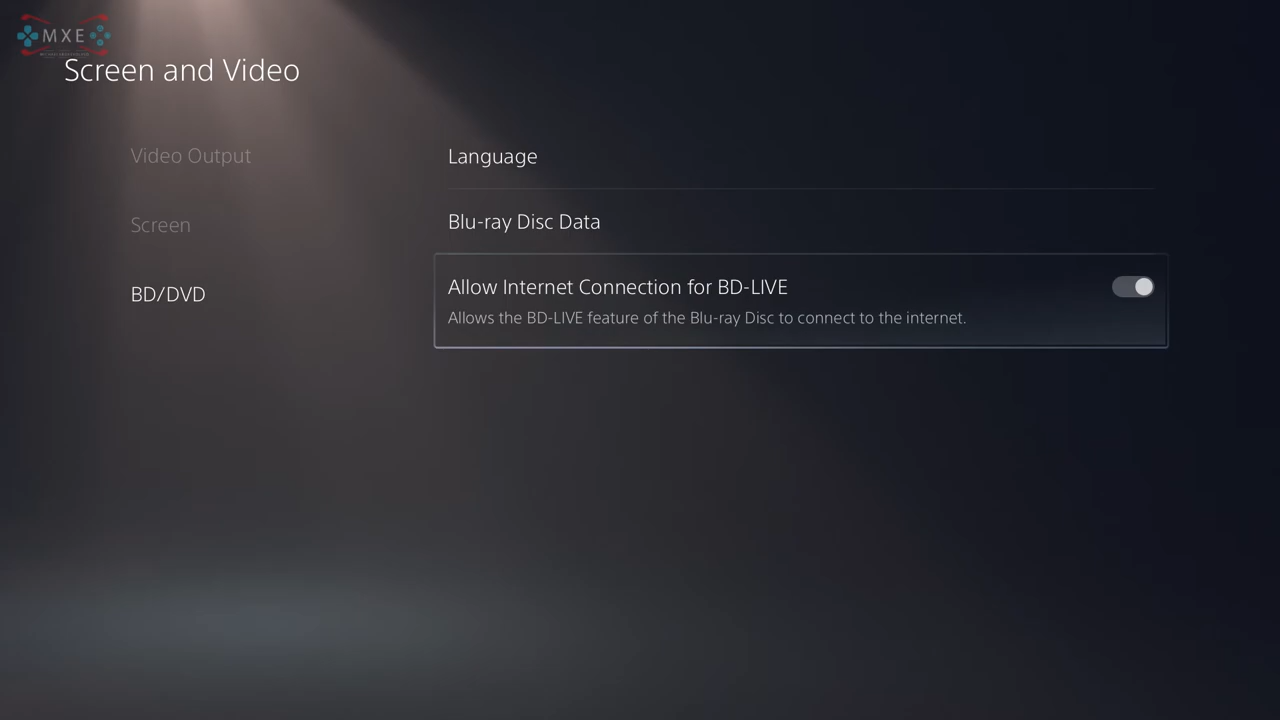 MXE
Screen and Video
Video Output
Screen
BD/DVD
Language
Blu-ray Disc Data
Allow Internet Connection for BD-LIVE
Allows the BD-LIVE feature of the Blu-ray Disc to connect to the internet.